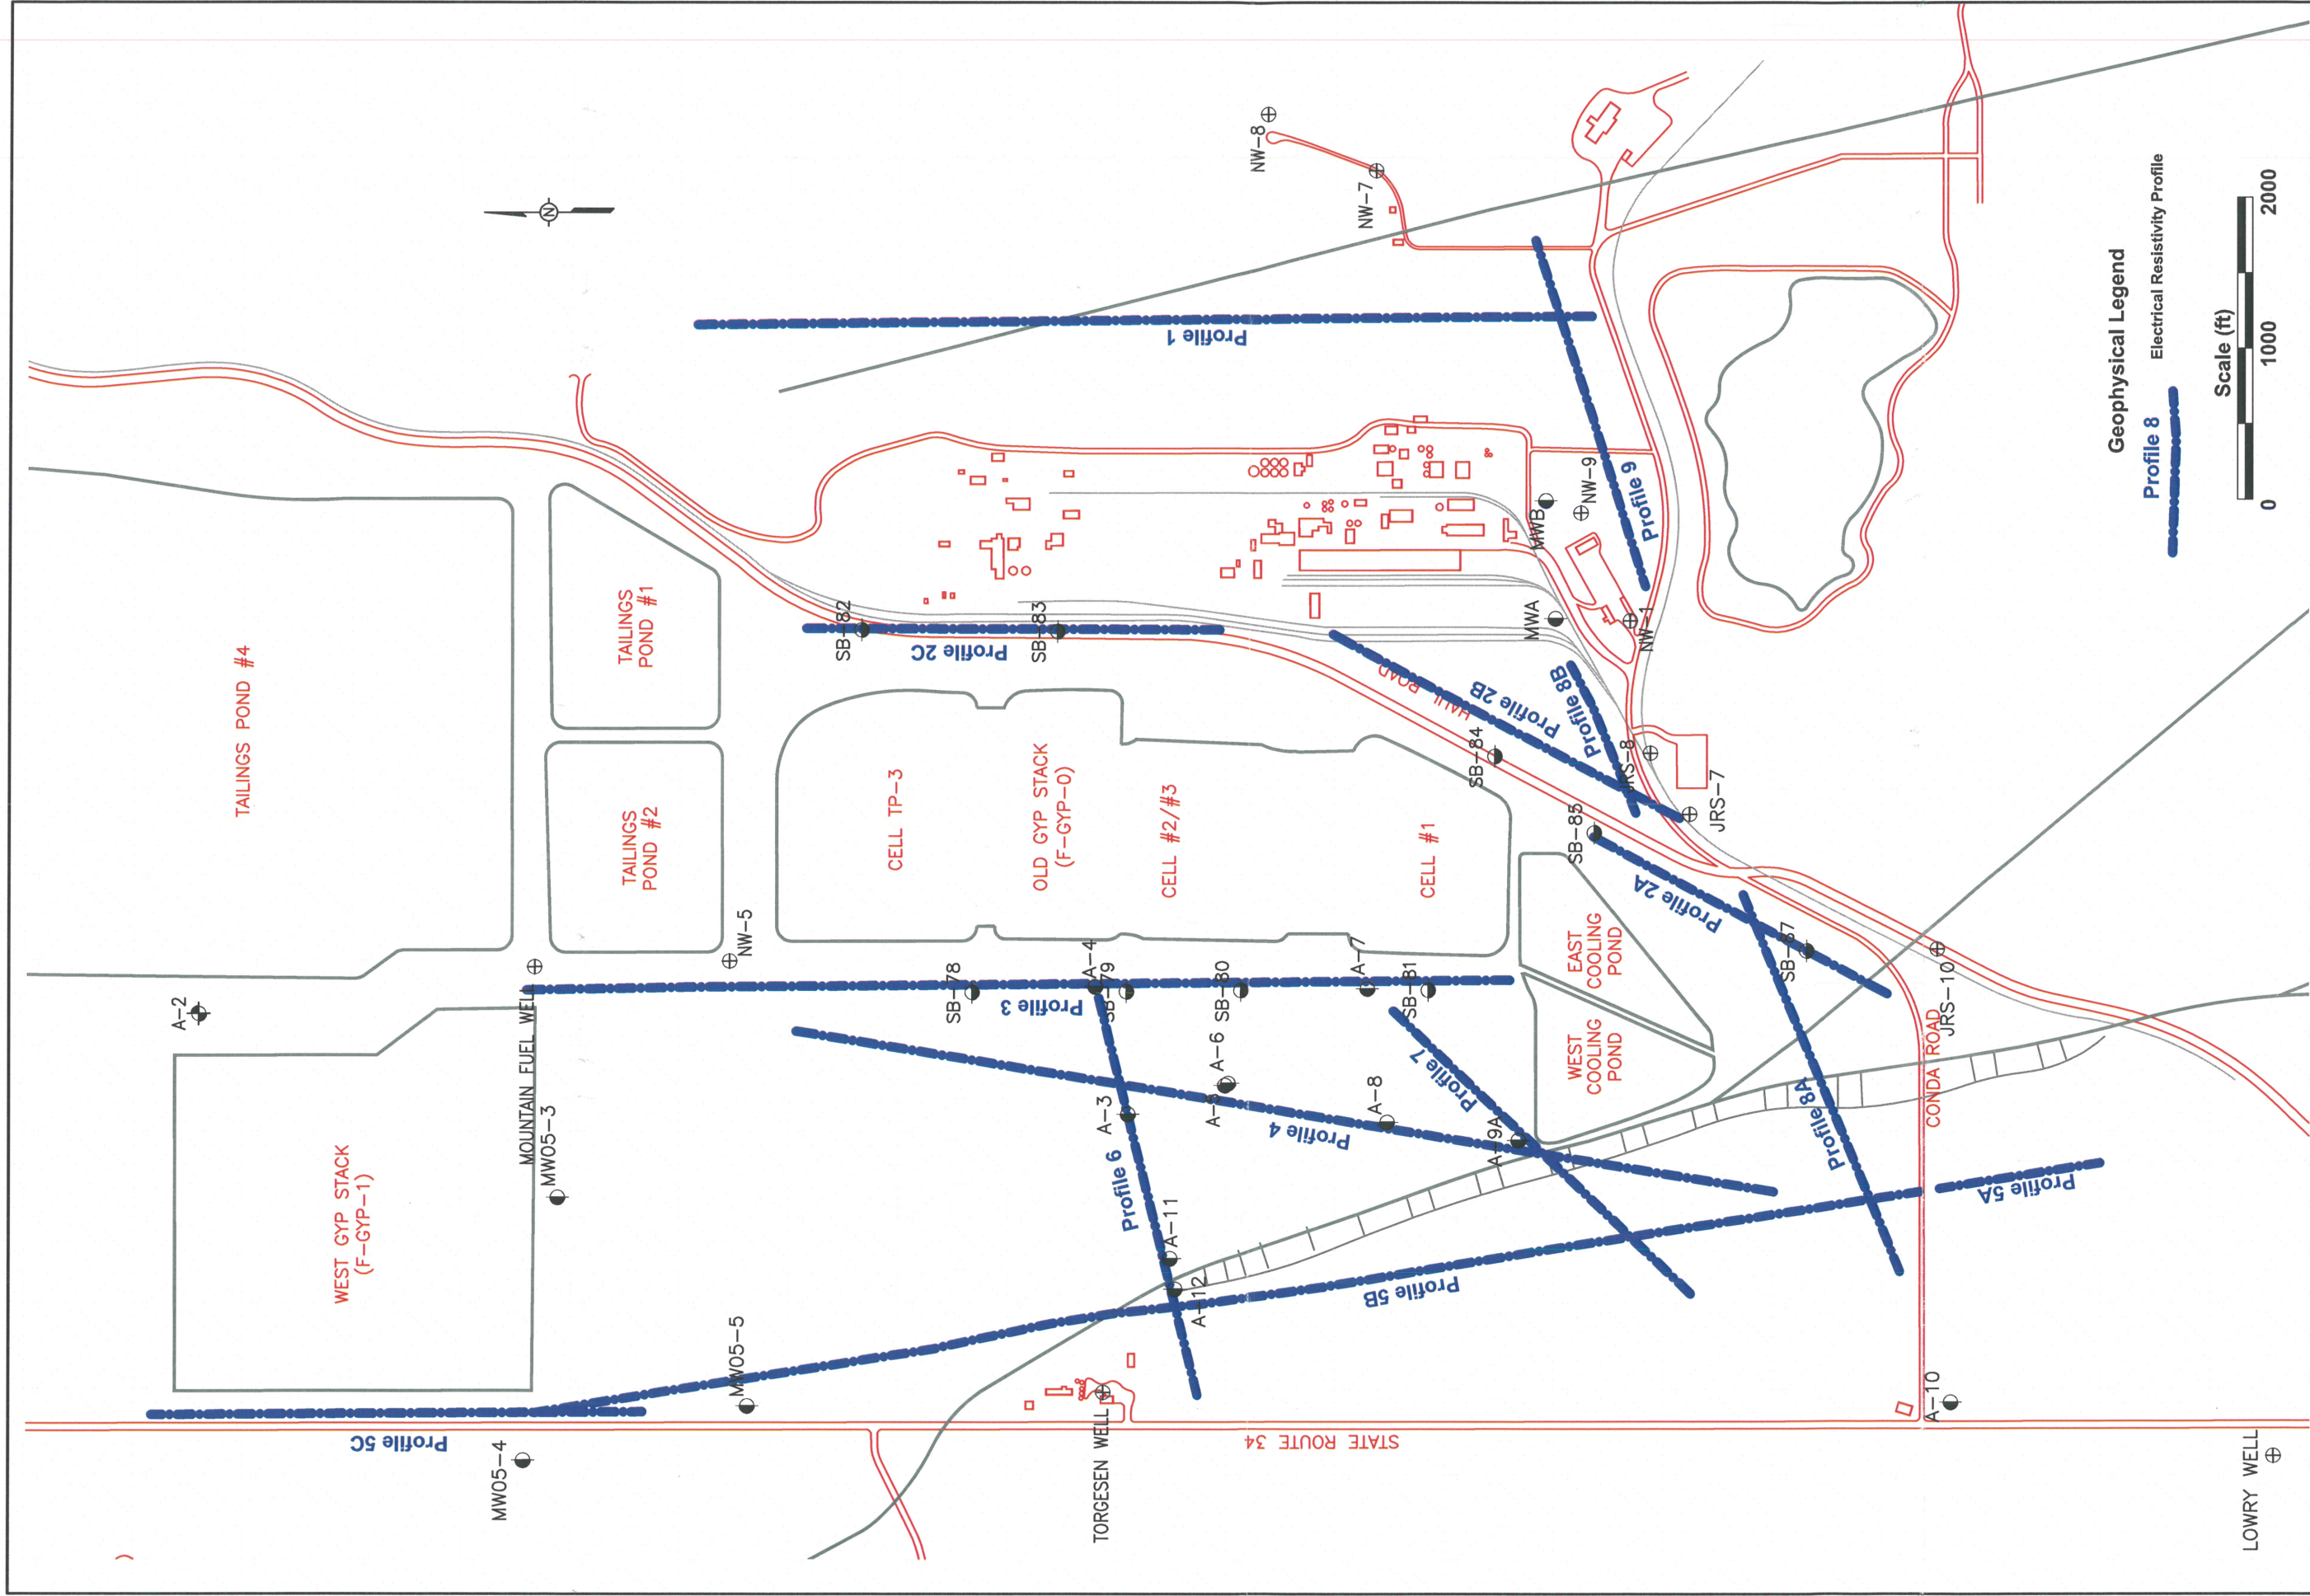 TAILINGS POND #4
A-2
WEST GYP STACK
(F-GYP-1)
TAILINGS
POND #1
TAILINGS
POND #2
MOUNTAIN FUEL WELL
MW05-3
MW05-4
MW05-5
NW-5
Profile 5C
N
NW-8
NW-7
Profile 1
SB-82
SB-83
Profile 2C
CELL TP-3
OLD GYP STACK
(F-GYP-0)
CELL #2/#3
CELL #1
SB-78
A-4
SB-79
SB-80
A-7
SB-81
Profile 3
A-3
A-6
A-8
Profile 4
Profile 6
Profile 7
A-9A
A-11
A-12
Profile 5B
TORGESEN WELL
STATE ROUTE 34
MWB
NW-9
Profile 9
MWA
NW-1
HAUL ROAD
Profile 2B
Profile 8B
SB-84
JRS-8
JRS-7
SB-85
Profile 2A
EAST
COOLING
POND
WEST
COOLING
POND
SB-87
Profile 8A
CONDA ROAD
JRS-10
Profile 5A
A-10
LOWRY WELL
Geophysical Legend
Profile 8
Electrical Resistivity Profile
Scale (ft)
0 1000 2000